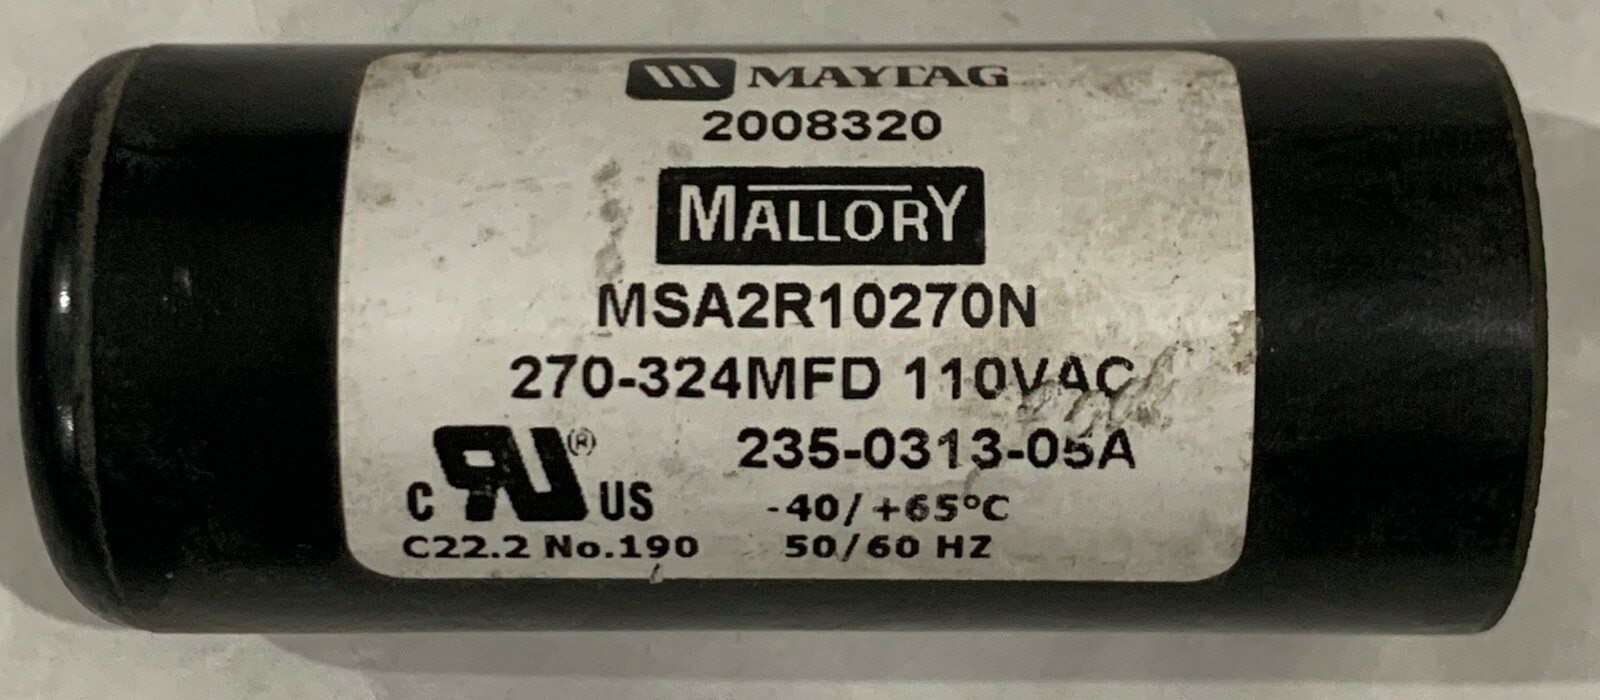 MAYTAG
2008320
MALLORY
MSA2R10270N
270-324MFD 110VAC
235-0313-05A
C RU® US
-40/+65°C
C22.2 No.190 50/60 HZ